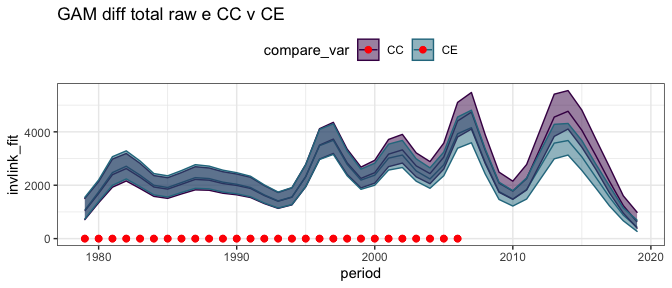 GAM diff total raw e CC v CE
compare_var CC CE
invlink_fit
4000
2000
0
1980 1990 2000 2010 2020
period